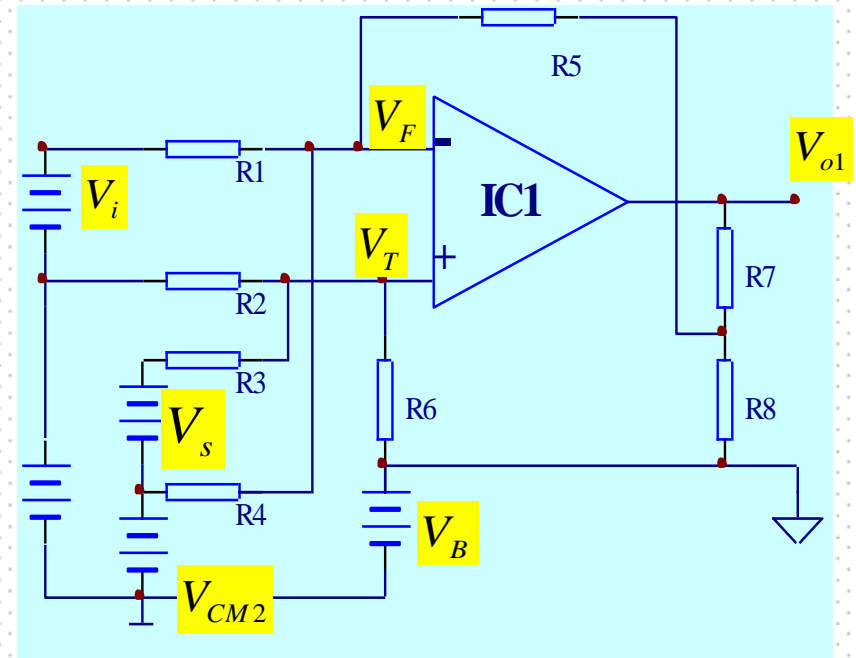 R5
V_F
V_o1
R1
V_i
IC1
-
V_T
+
R2
R7
R3
V_s
R6
R8
R4
V_B
V_CM2